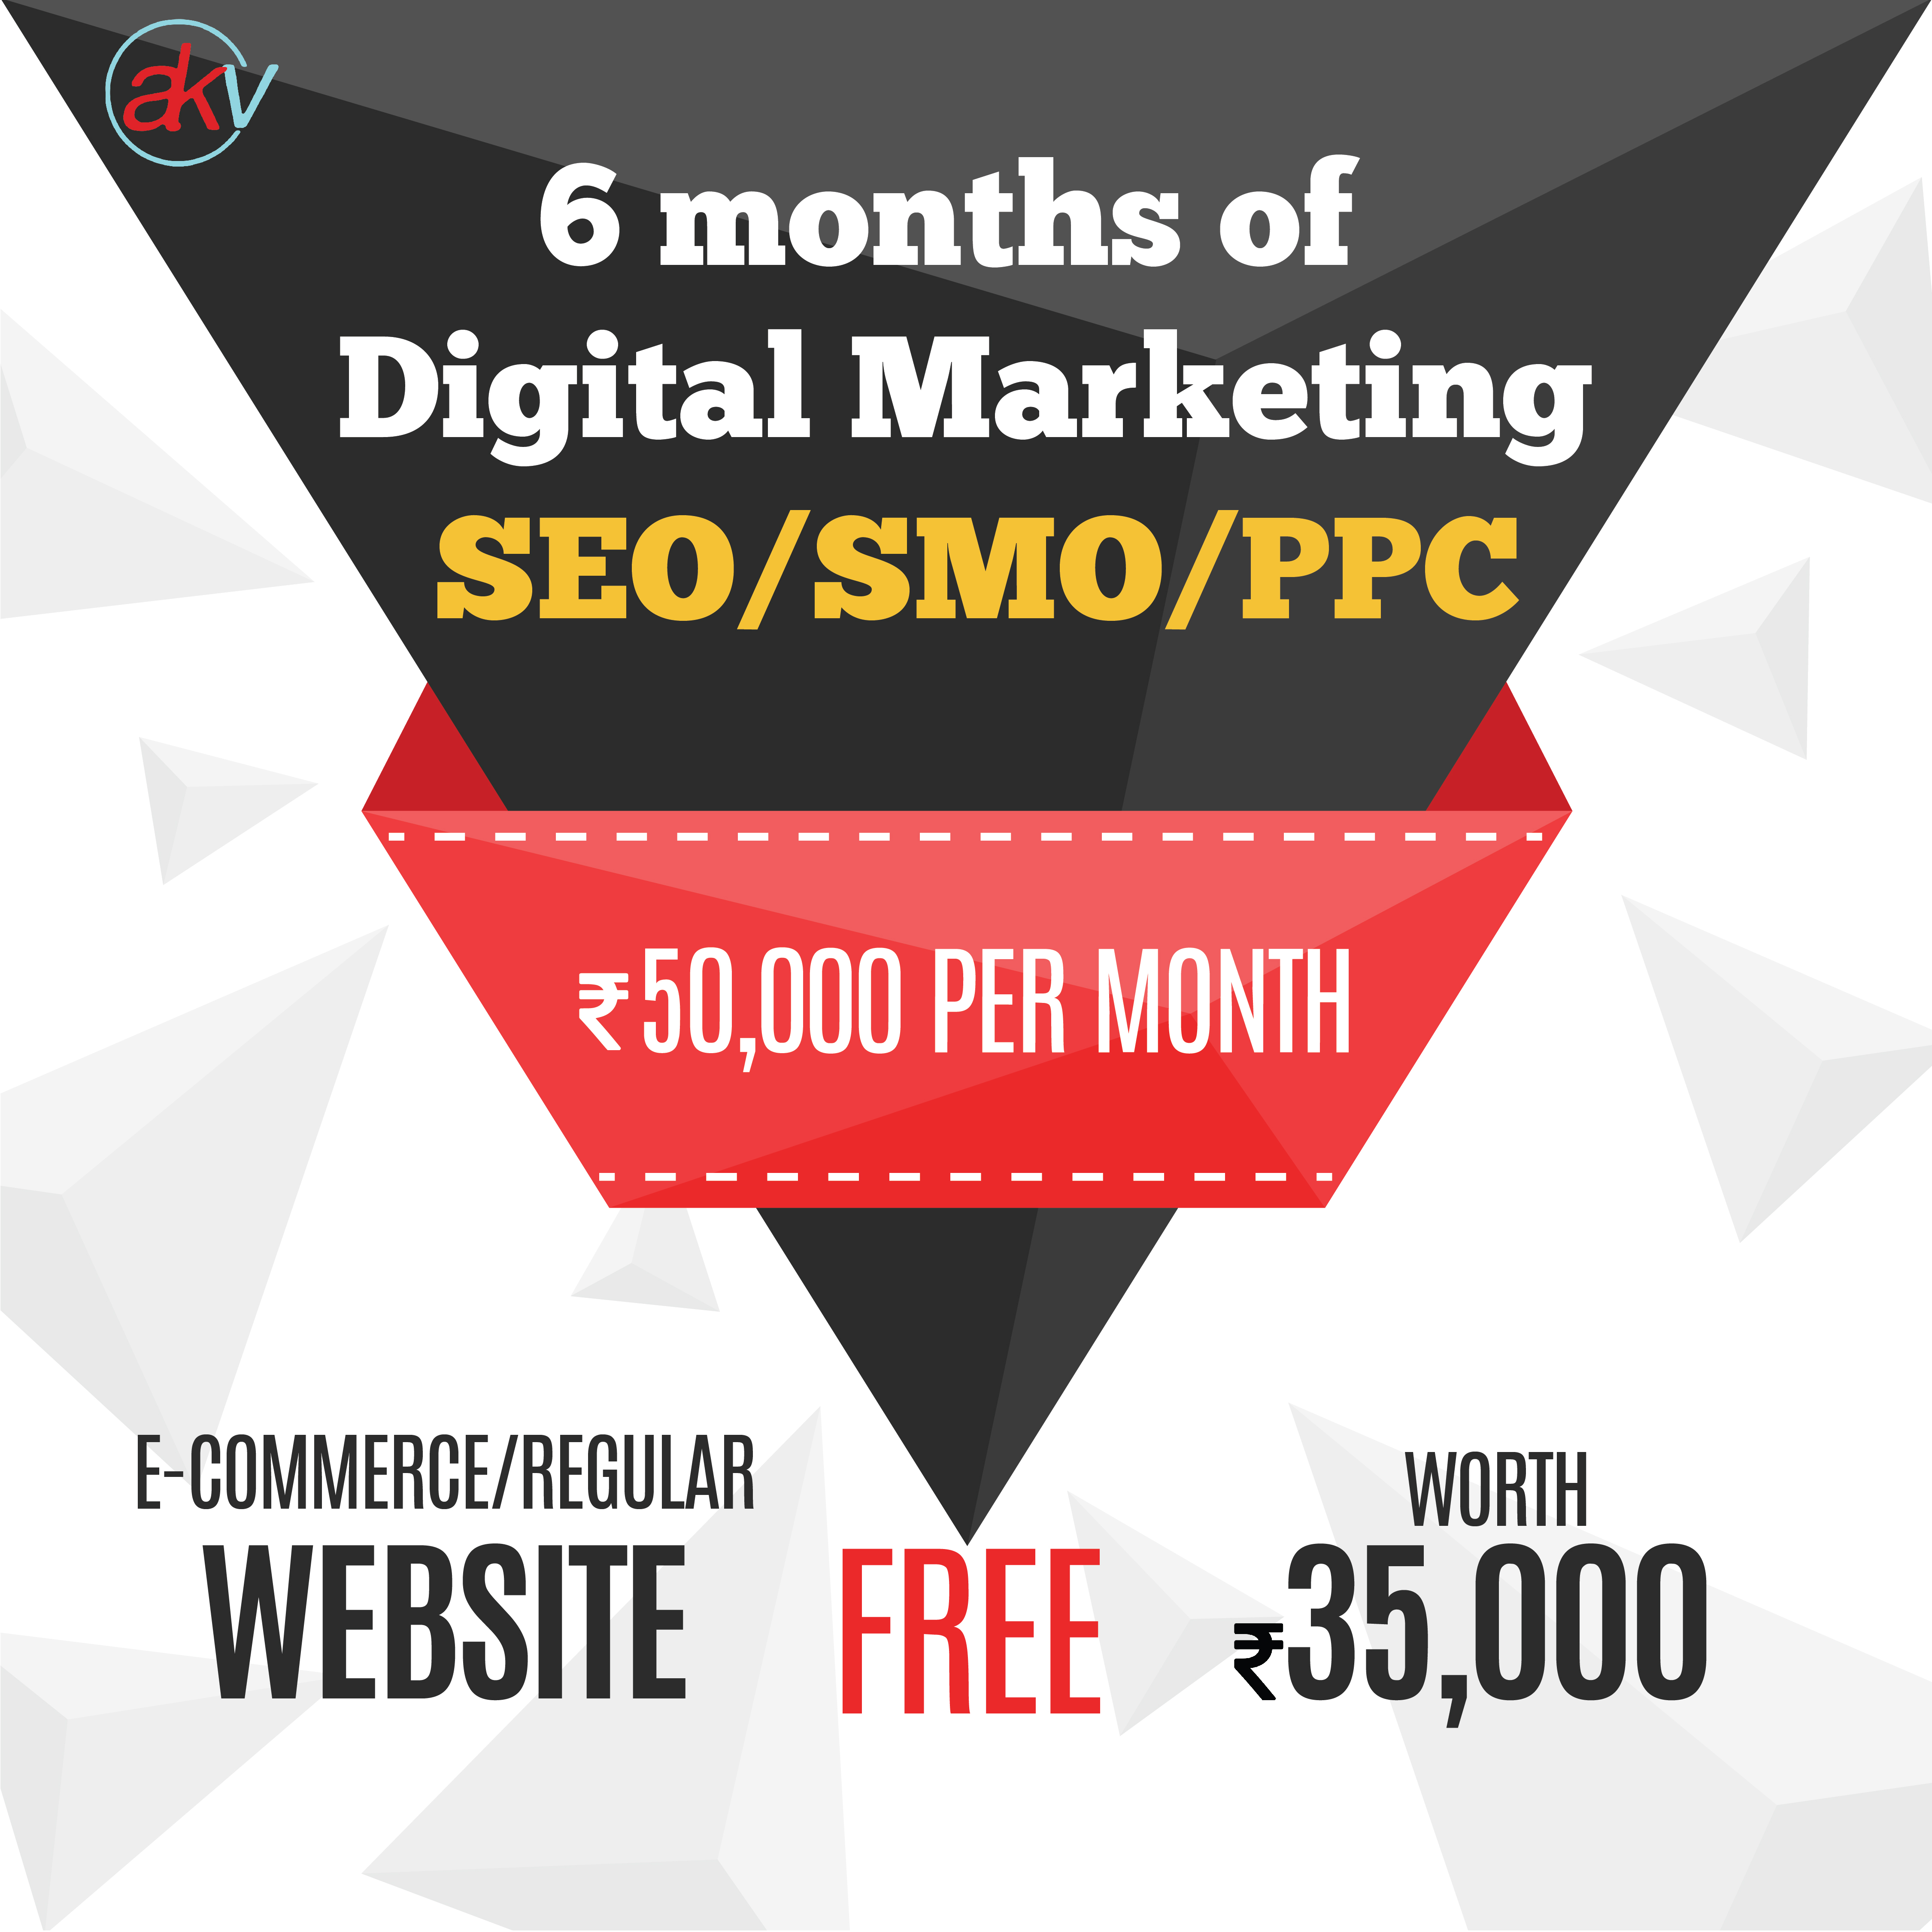 akv
6 months of
Digital Marketing
SEO/SMO/PPC
₹50,000 PER MONTH
E-COMMERCE/REGULAR
WEBSITE
FREE
WORTH
₹35,000